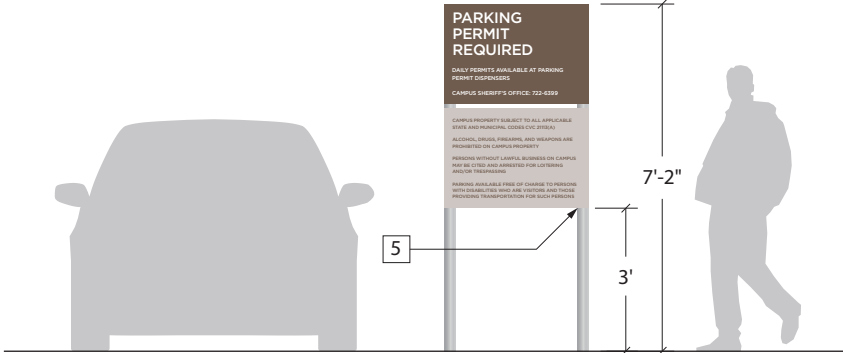 PARKING
PERMIT
REQUIRED
DAILY PERMITS AVAILABLE AT PARKING
PERMIT DISPENSERS
CAMPUS SHERIFF'S OFFICE: 722-6399
CAMPUS PROPERTY SUBJECT TO ALL APPLICABLE
STATE AND MUNICIPAL CODES CVC 21113(A)
ALCOHOL, DRUGS, FIREARMS, AND WEAPONS ARE
PROHIBITED ON CAMPUS PROPERTY
PERSONS WITHOUT LAWFUL BUSINESS ON CAMPUS
MAY BE CITED AND ARRESTED FOR LOITERING
AND/OR TRESPASSING
PARKING AVAILABLE FREE OF CHARGE TO PERSONS
WITH DISABILITIES WHO ARE VISITORS AND THOSE
PROVIDING TRANSPORTATION FOR SUCH PERSONS
7'-2"
5
3'